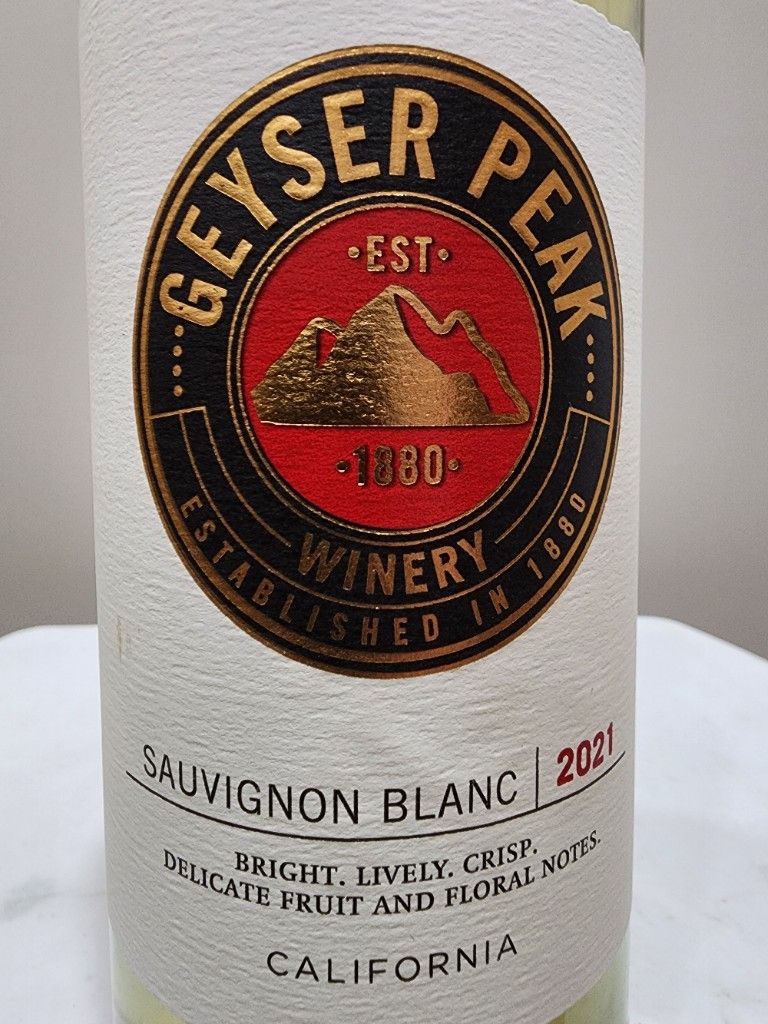 GEYSER PEAK
·EST·
·1880·
WINERY
ESTABLISHED IN 1880
SAUVIGNON BLANC | 2021
BRIGHT. LIVELY. CRISP.
DELICATE FRUIT AND FLORAL NOTES.
CALIFORNIA